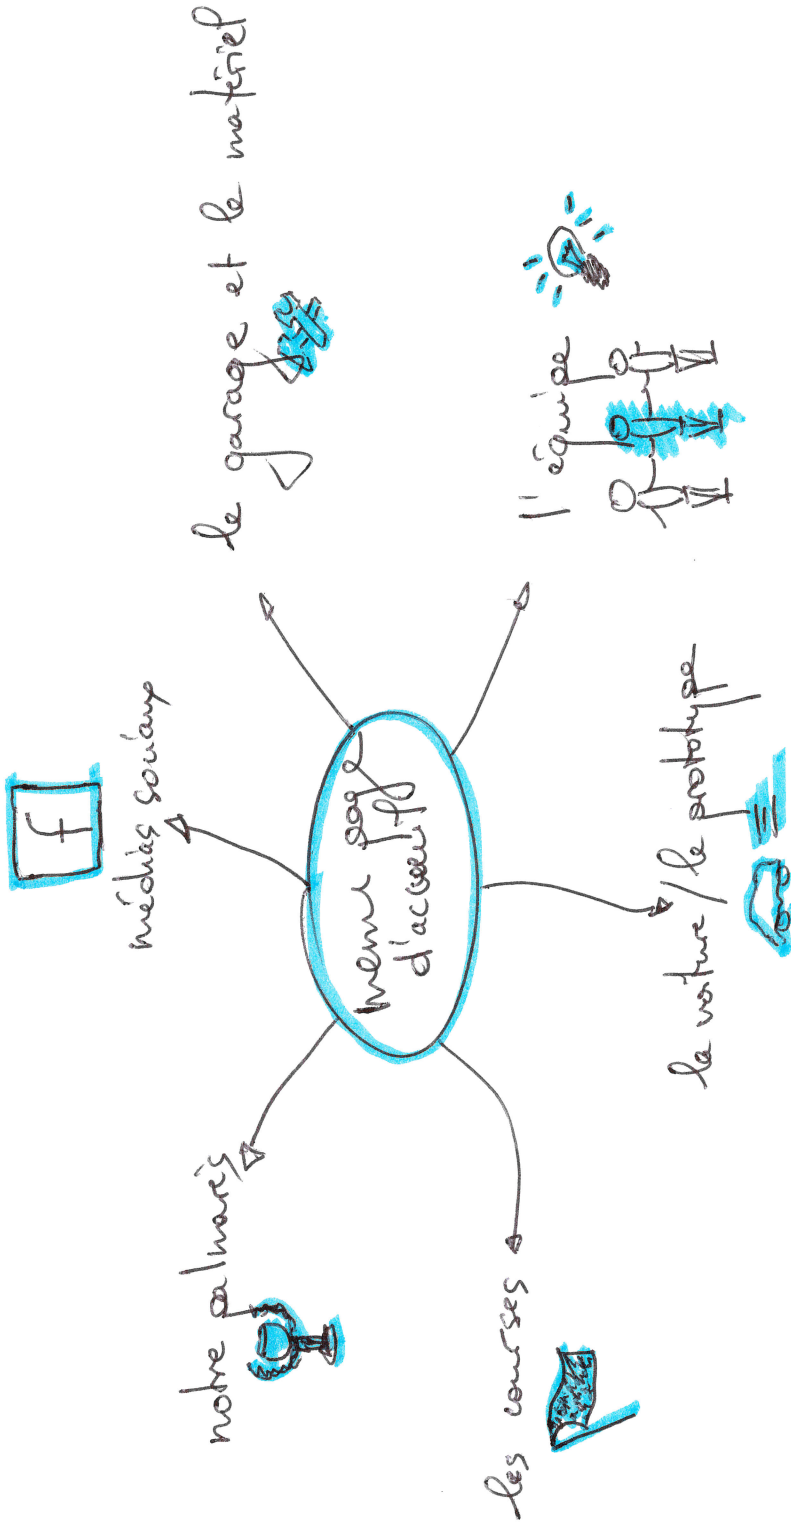 médias sociaux
f
notre palmarès
le garage et le matériel
menu page
d'accueil
les courses
l'équipe
la voiture / le prototype